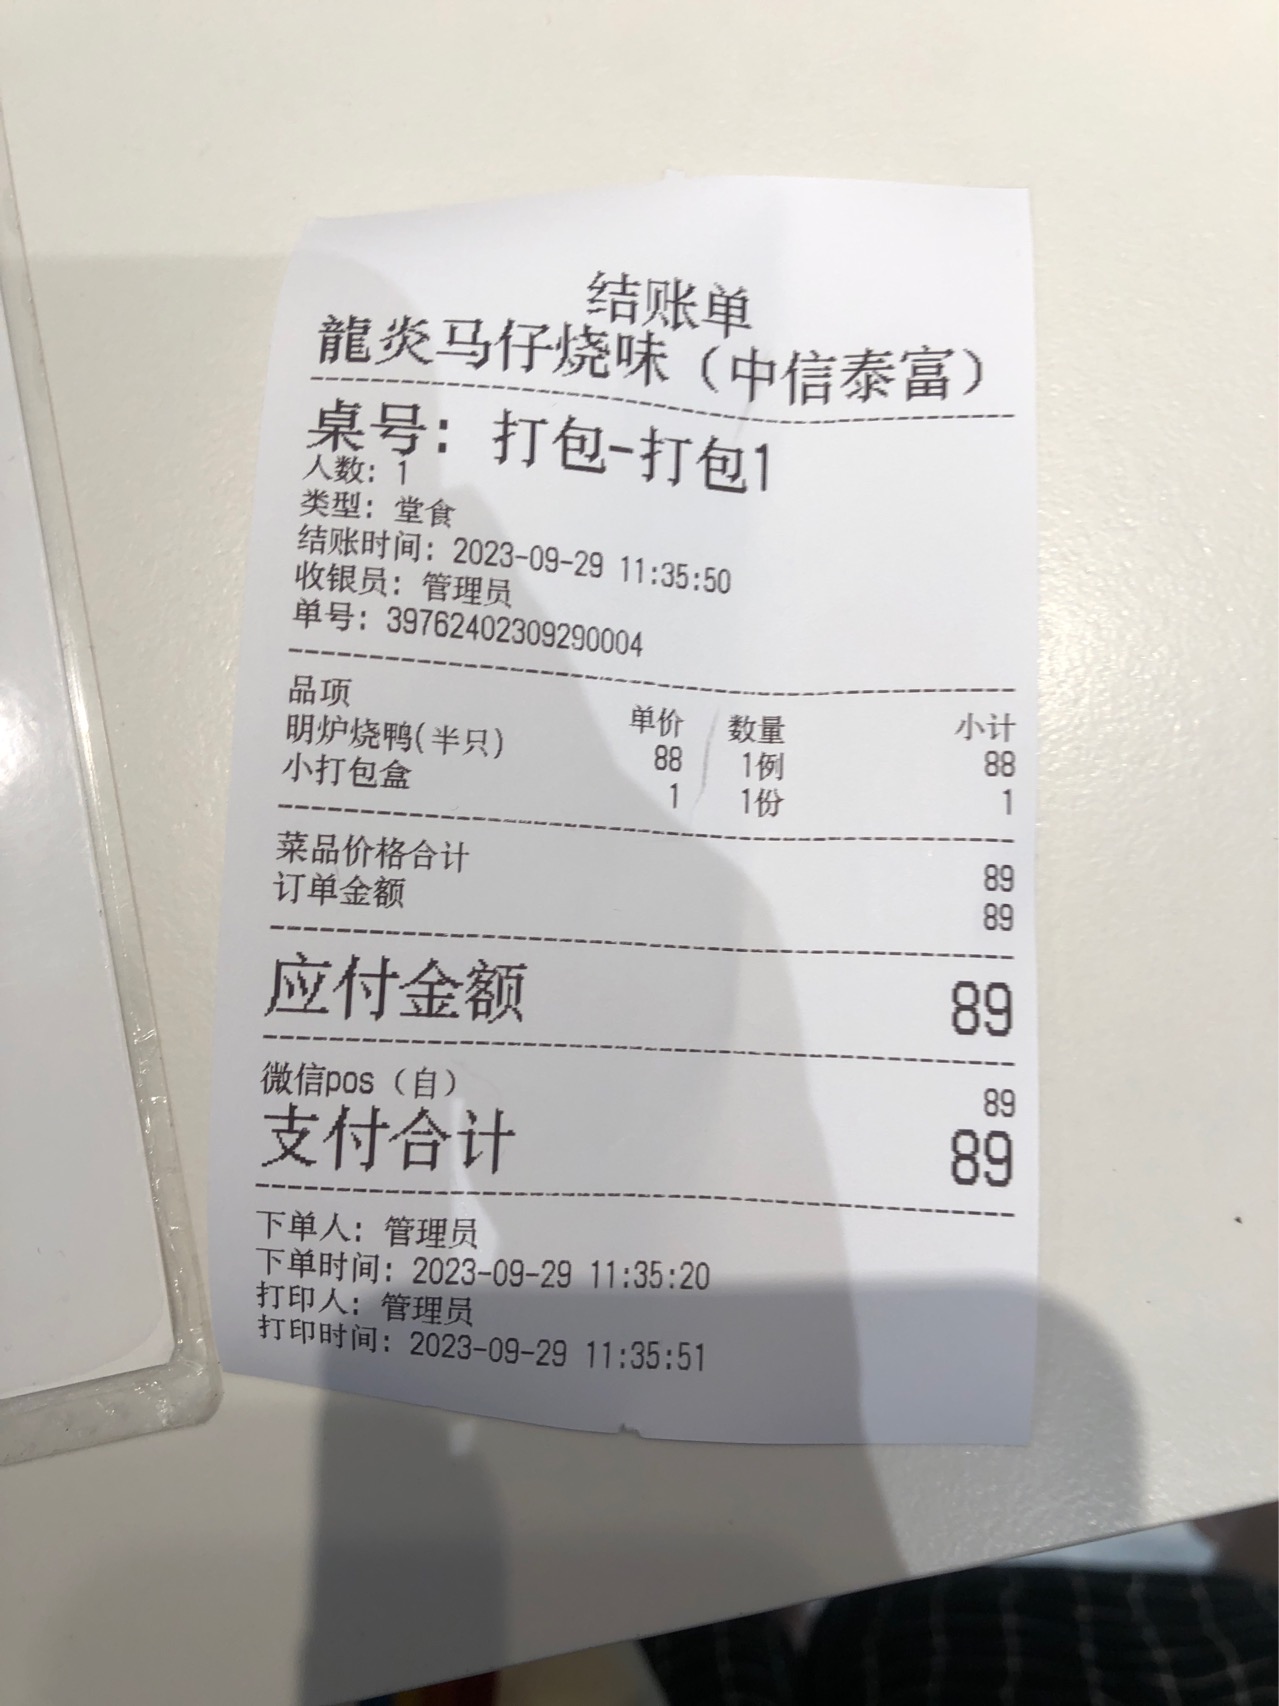 结账单
龍炎马仔烧味（中信泰富）
桌号: 打包-打包1
人数: 1
类型: 堂食
结账时间: 2023-09-29 11:35:50
收银员: 管理员
单号: 39762402309290004
品项 单价 数量 小计
明炉烧鸭(半只) 88 1例 88
小打包盒 1 1份 1
菜品价格合计 89
订单金额 89
应付金额 89
微信pos（自） 89
支付合计 89
下单人: 管理员
下单时间: 2023-09-29 11:35:20
打印人: 管理员
打印时间: 2023-09-29 11:35:51